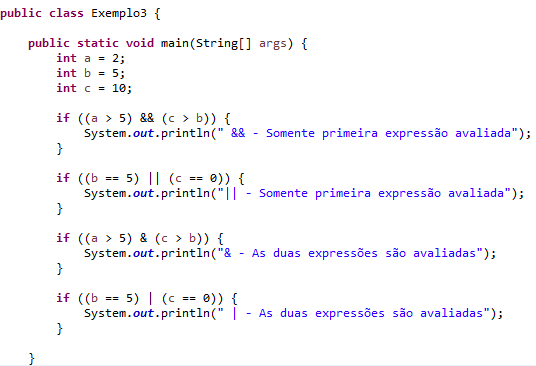 public class Exemplo3 {
public static void main(String[] args) {
int a = 2;
int b = 5;
int c = 10;
if ((a > 5) && (c > b)) {
System.out.println(" && - Somente primeira expressão avaliada");
}
if ((b == 5) || (c == 0)) {
System.out.println("|| - Somente primeira expressão avaliada");
}
if ((a > 5) & (c > b)) {
System.out.println("& - As duas expressões são avaliadas");
}
if ((b == 5) | (c == 0)) {
System.out.println(" | - As duas expressões são avaliadas");
}
}